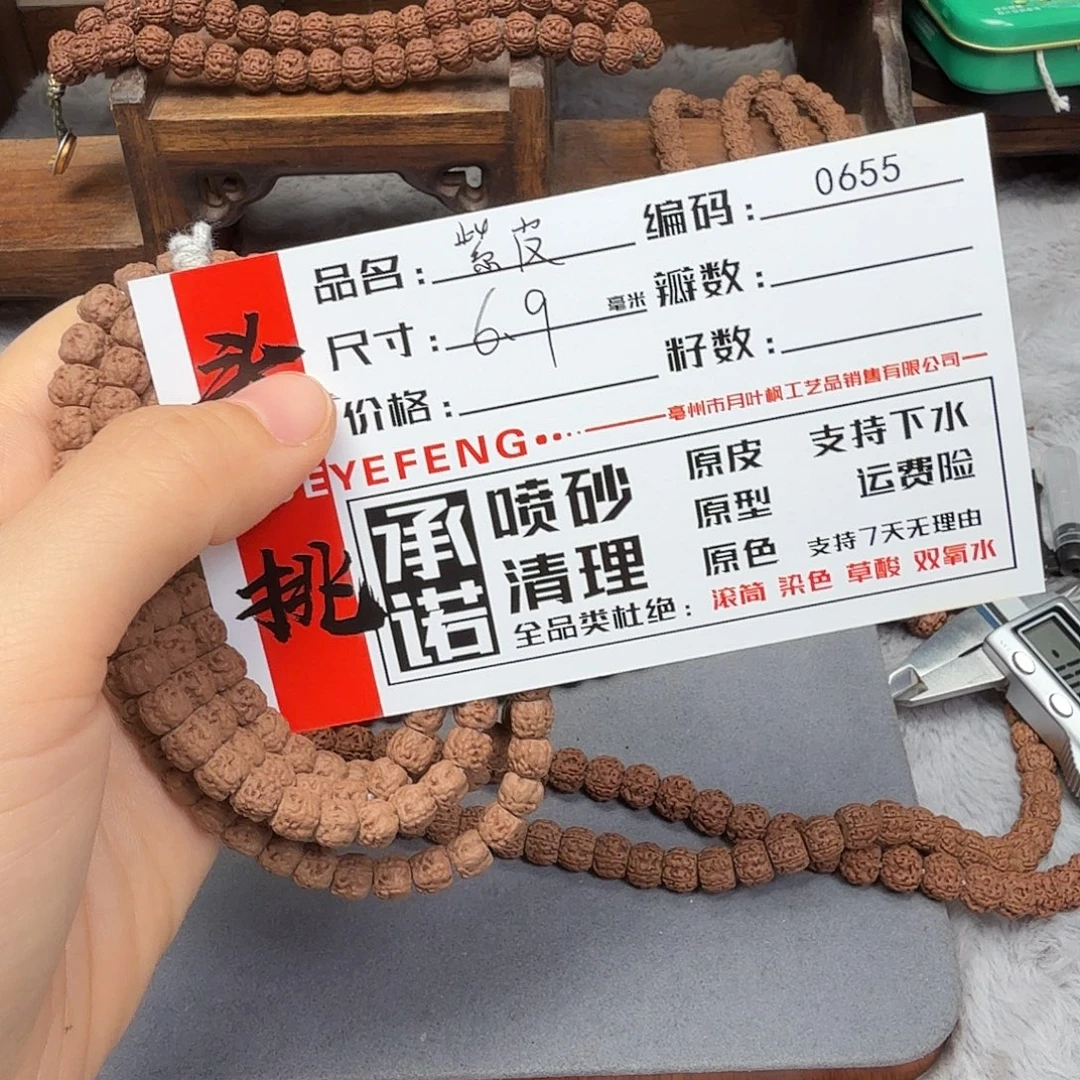 头
挑
品名：紫皮
编码：0655
尺寸：6.9毫米
瓣数：
价格：
籽数：
亳州市月叶枫工艺品销售有限公司
EYEFENG
承诺
喷砂
清理
原皮
原型
原色
支持下水
运费险
支持7天无理由
全品类杜绝：滚筒 染色 草酸 双氧水